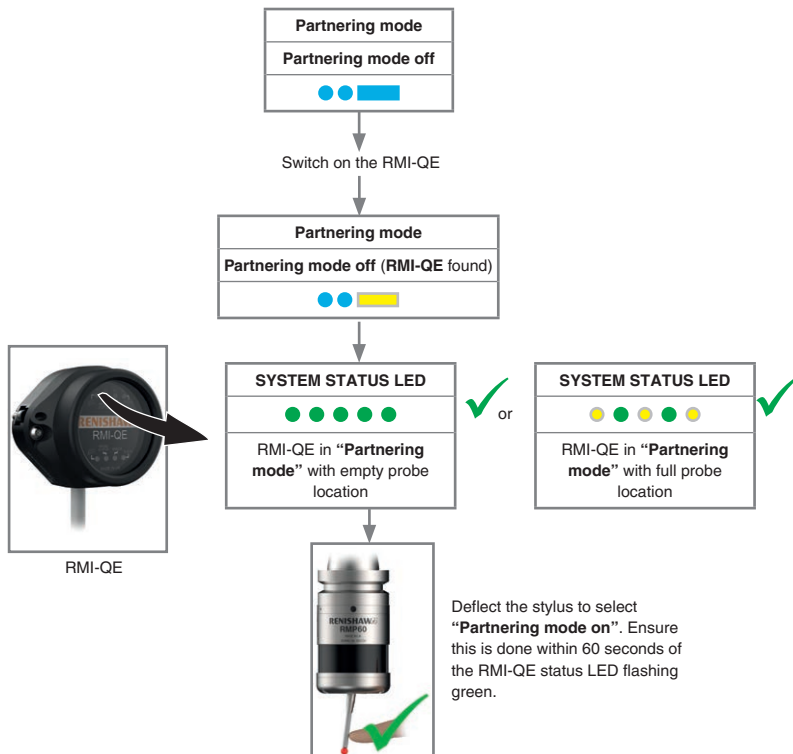 Partnering mode
Partnering mode off
Switch on the RMI-QE
Partnering mode
Partnering mode off (RMI-QE found)
SYSTEM STATUS LED
RMI-QE in “Partnering
mode” with empty probe
location
or
SYSTEM STATUS LED
RMI-QE in “Partnering
mode” with full probe
location
RENISHAW
RMI-QE
RMI-QE
RENISHAW
RMP60
Deflect the stylus to select
“Partnering mode on”. Ensure
this is done within 60 seconds of
the RMI-QE status LED flashing
green.